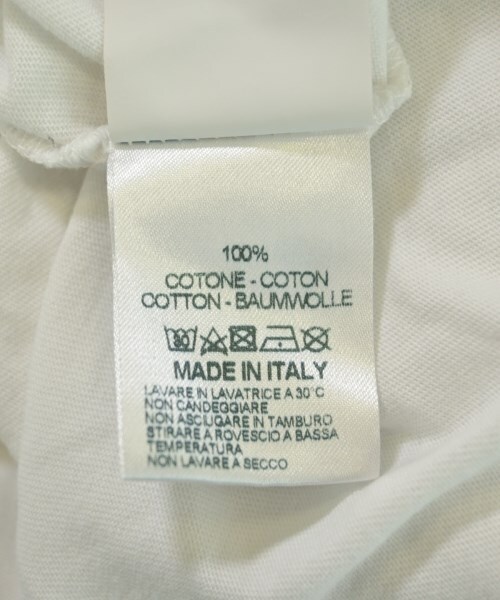 100%
COTONE - COTON
COTTON - BAUMWOLLE
30
MADE IN ITALY
LAVARE IN LAVATRICE A 30°C
NON CANDEGGIARE
NON ASCIUGARE IN TAMBURO
STIRARE A ROVESCIO A BASSA
TEMPERATURA
NON LAVARE A SECCO